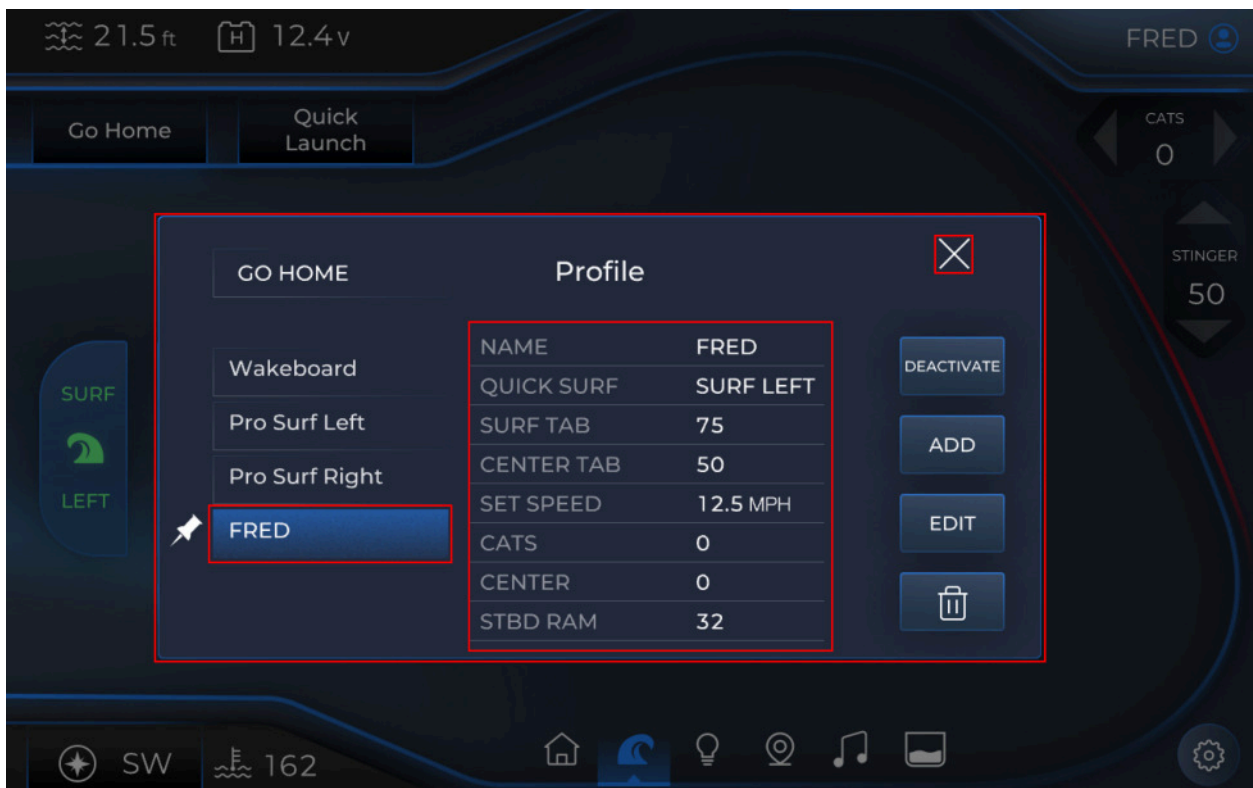 21.5 ft
H 12.4 V
FRED
Go Home
Quick
Launch
CATS
0
STINGER
50
SURF
LEFT
GO HOME
Profile
Wakeboard
Pro Surf Left
Pro Surf Right
FRED
NAME FRED
QUICK SURF SURF LEFT
SURF TAB 75
CENTER TAB 50
SET SPEED 12.5 MPH
CATS 0
CENTER 0
STBD RAM 32
DEACTIVATE
ADD
EDIT
SW
162